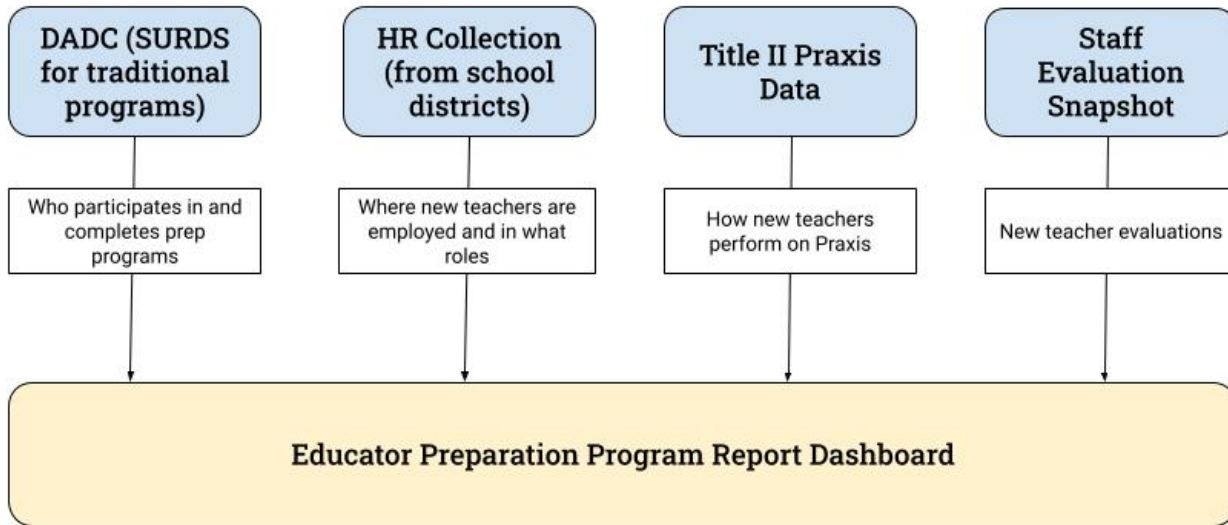 DADC (SURDS
for traditional
programs)
HR Collection
(from school
districts)
Title II Praxis
Data
Staff
Evaluation
Snapshot
Who participates in and
completes prep
programs
Where new teachers are
employed and in what
roles
How new teachers
perform on Praxis
New teacher evaluations
Educator Preparation Program Report Dashboard